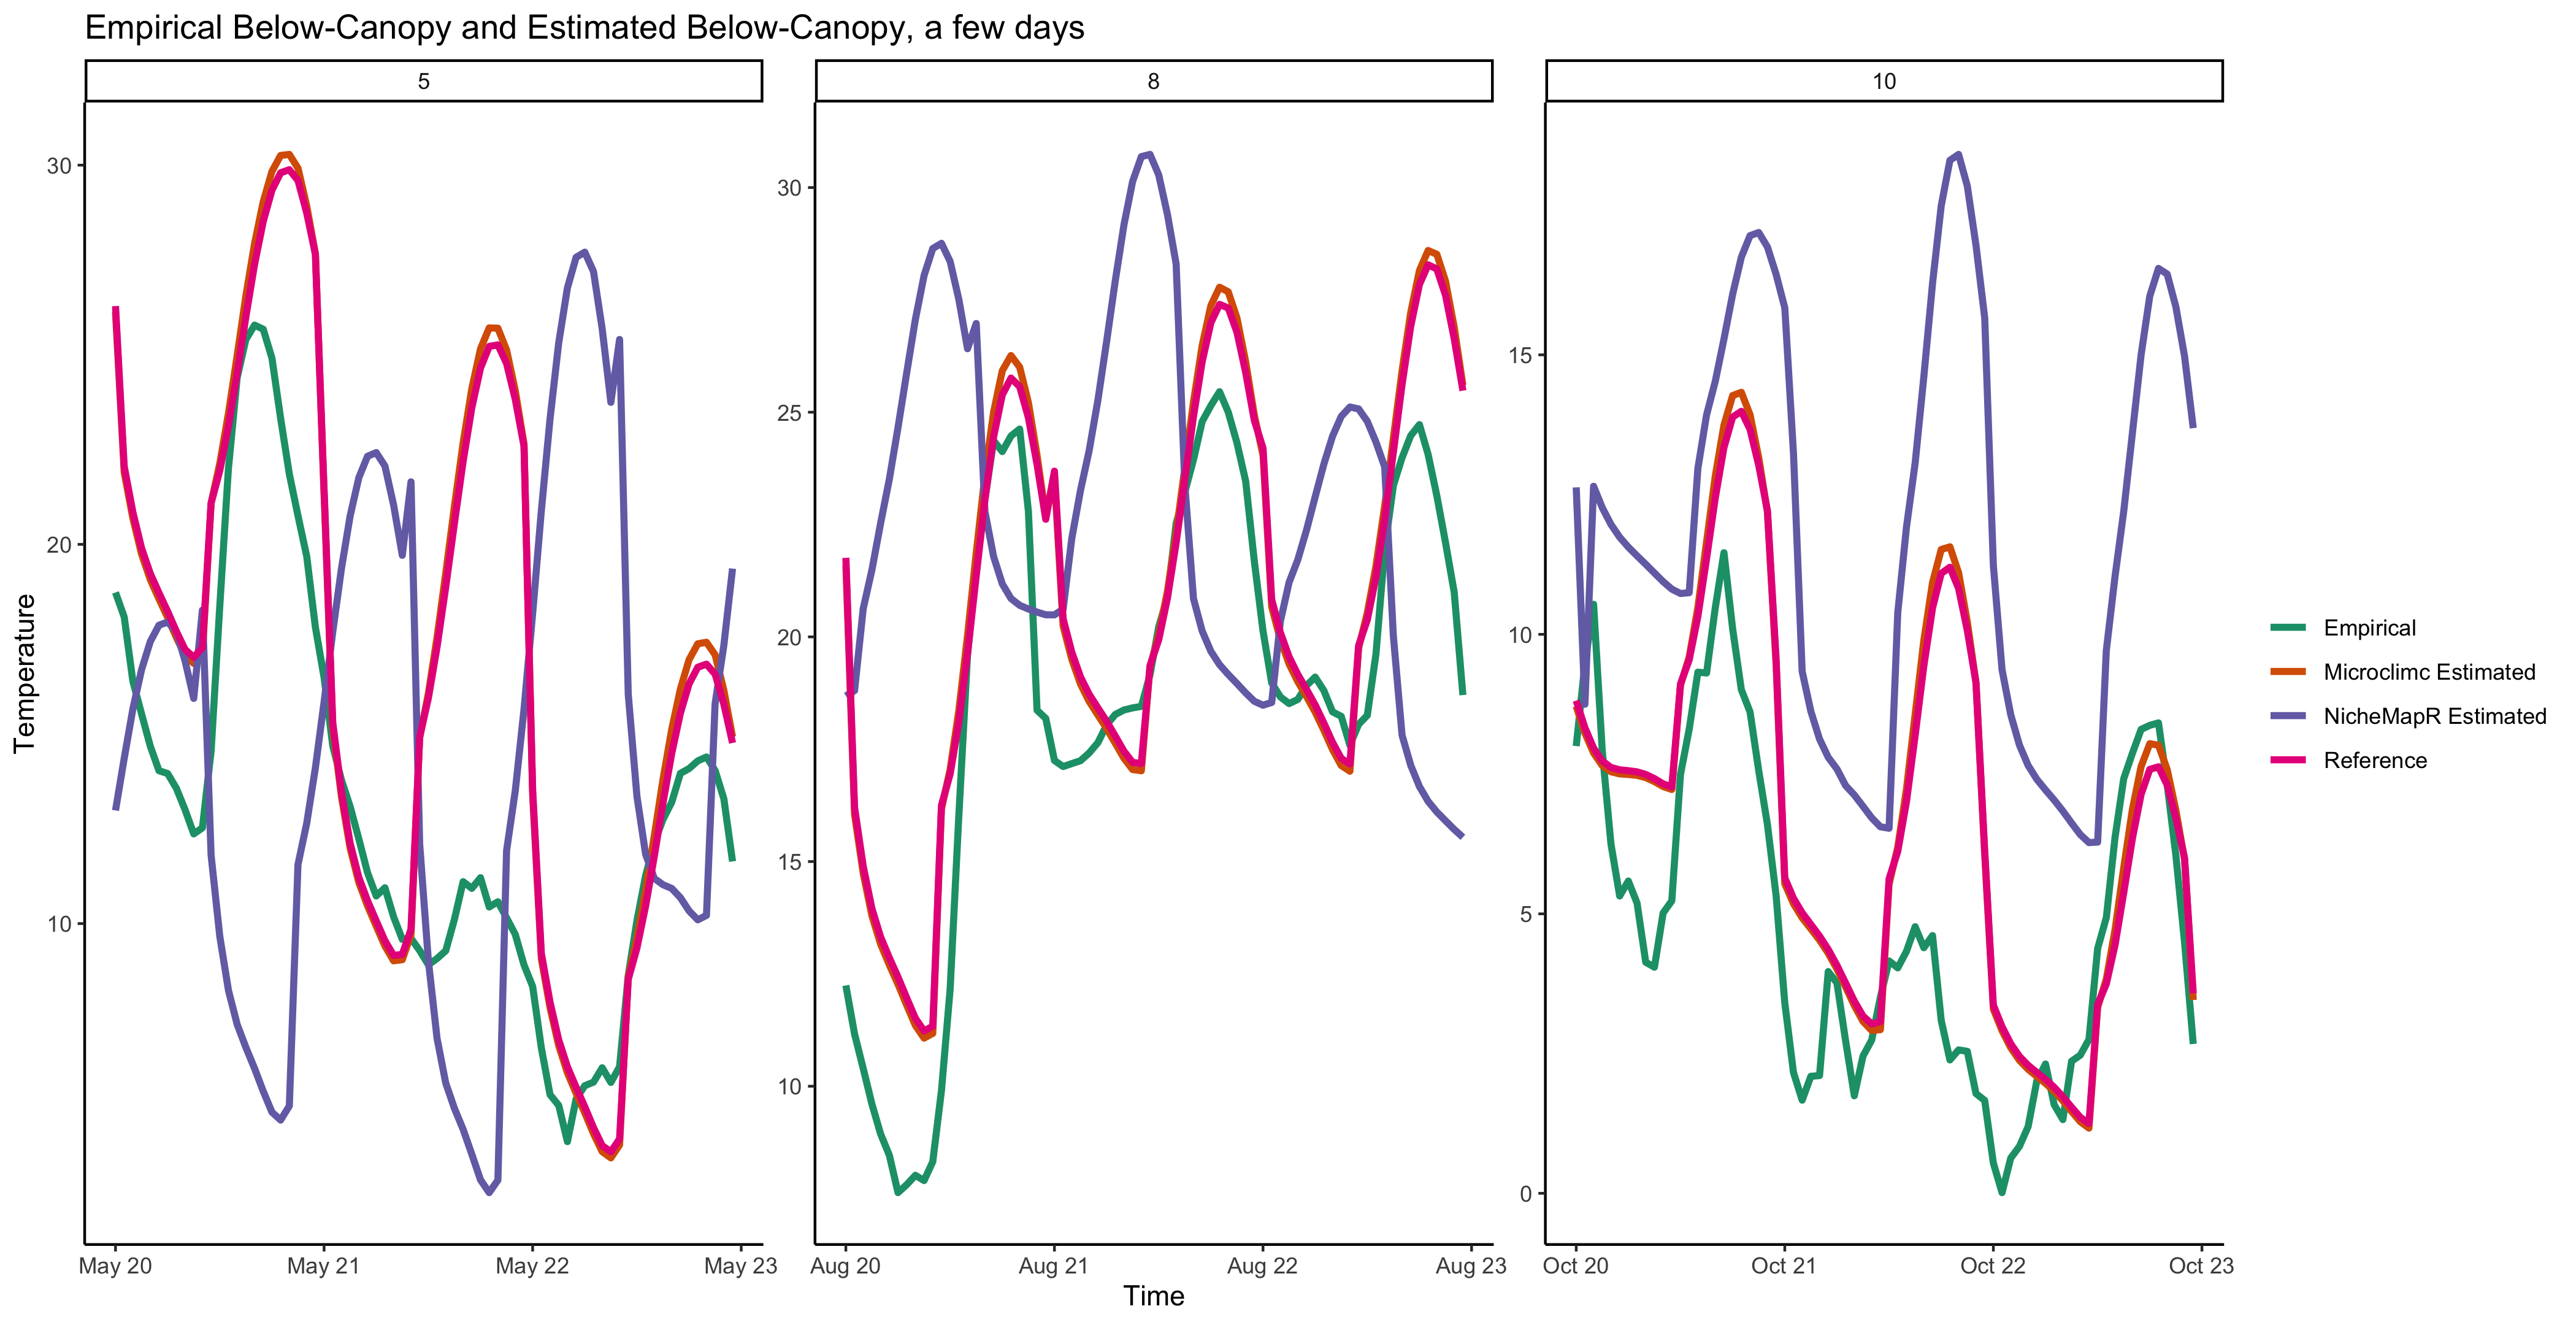 Empirical Below-Canopy and Estimated Below-Canopy, a few days
5
8
10
Temperature
30
20
10
30
25
20
15
10
15
10
5
0
May 20
May 21
May 22
May 23
Aug 20
Aug 21
Aug 22
Aug 23
Oct 20
Oct 21
Oct 22
Oct 23
Time
Empirical
Microclimc Estimated
NicheMapR Estimated
Reference